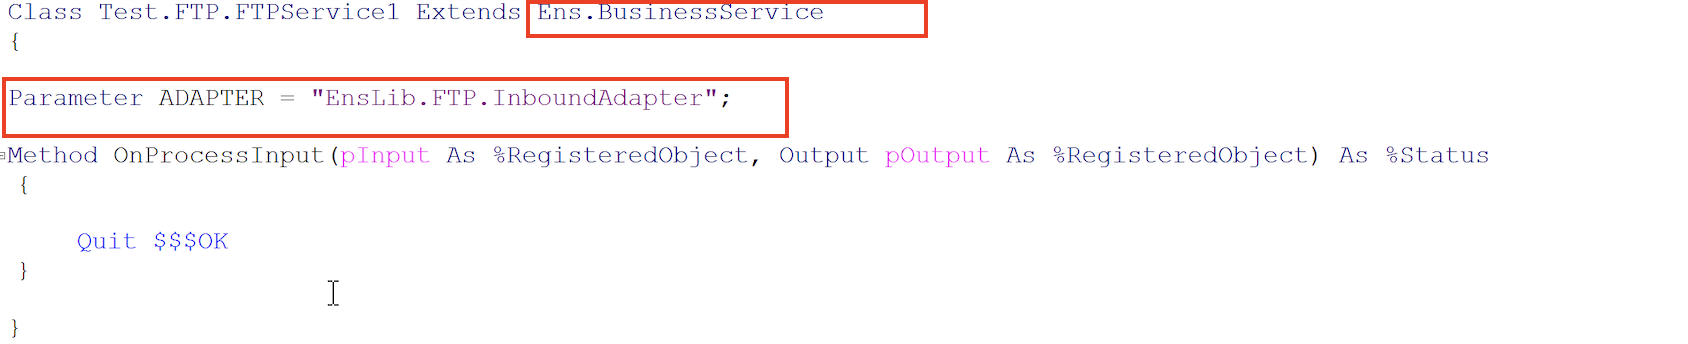 Class Test.FTP.FTPService1 Extends Ens.BusinessService
{
Parameter ADAPTER = "EnsLib.FTP.InboundAdapter";
Method OnProcessInput(pInput As %RegisteredObject, Output pOutput As %RegisteredObject) As %Status
{
Quit $$$OK
}
}